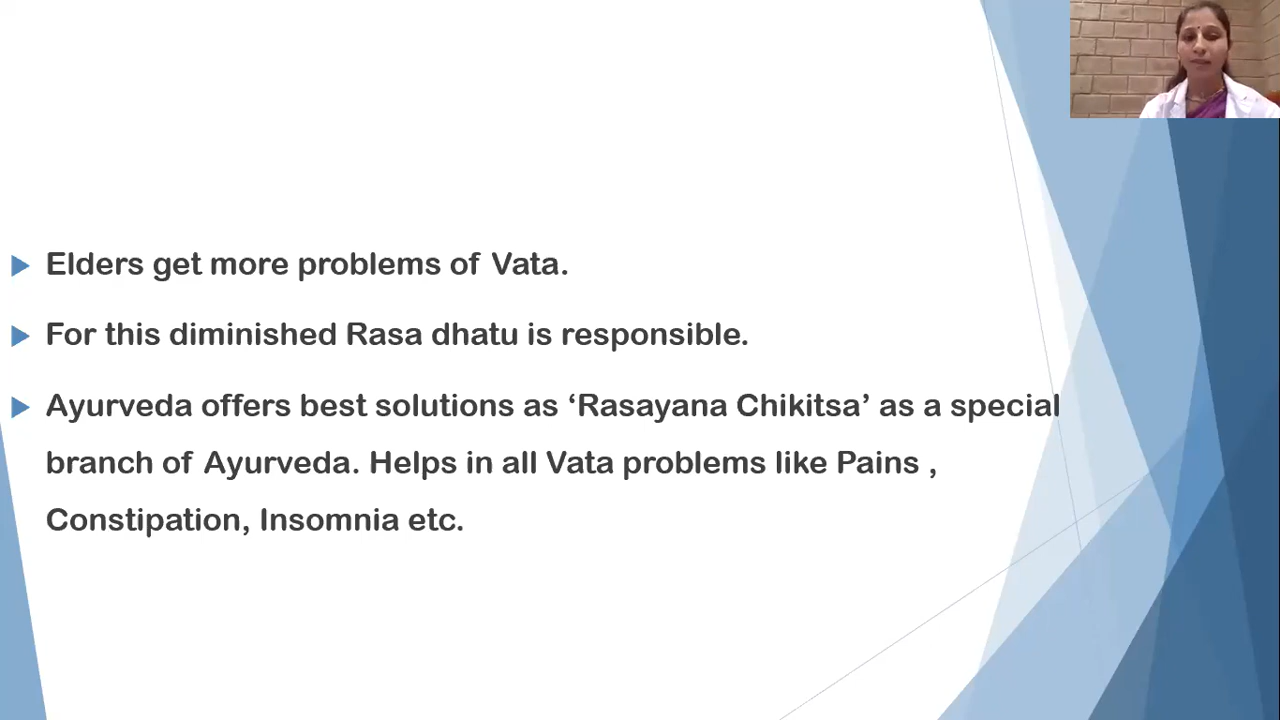 Elders get more problems of Vata.
For this diminished Rasa dhatu is responsible.
Ayurveda offers best solutions as ‘Rasayana Chikitsa’ as a special
branch of Ayurveda. Helps in all Vata problems like Pains ,
Constipation, Insomnia etc.